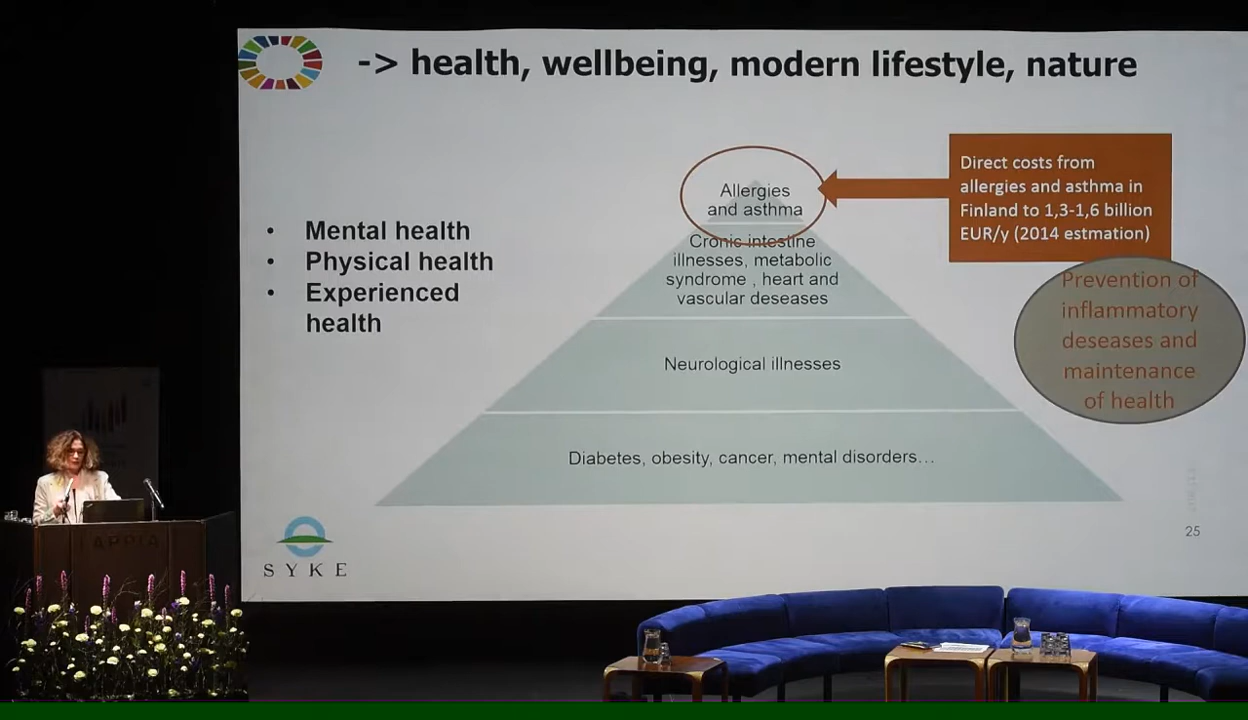 -> health, wellbeing, modern lifestyle, nature
• Mental health
• Physical health
• Experienced
health
Allergies
and asthma
Cronic intestine
illnesses, metabolic
syndrome , heart and
vascular deseases
Neurological illnesses
Diabetes, obesity, cancer, mental disorders…
Direct costs from
allergies and asthma in
Finland to 1,3-1,6 billion
EUR/y (2014 estmation)
Prevention of
inflammatory
deseases and
maintenance
of health
25
SYKE
LAPPIA